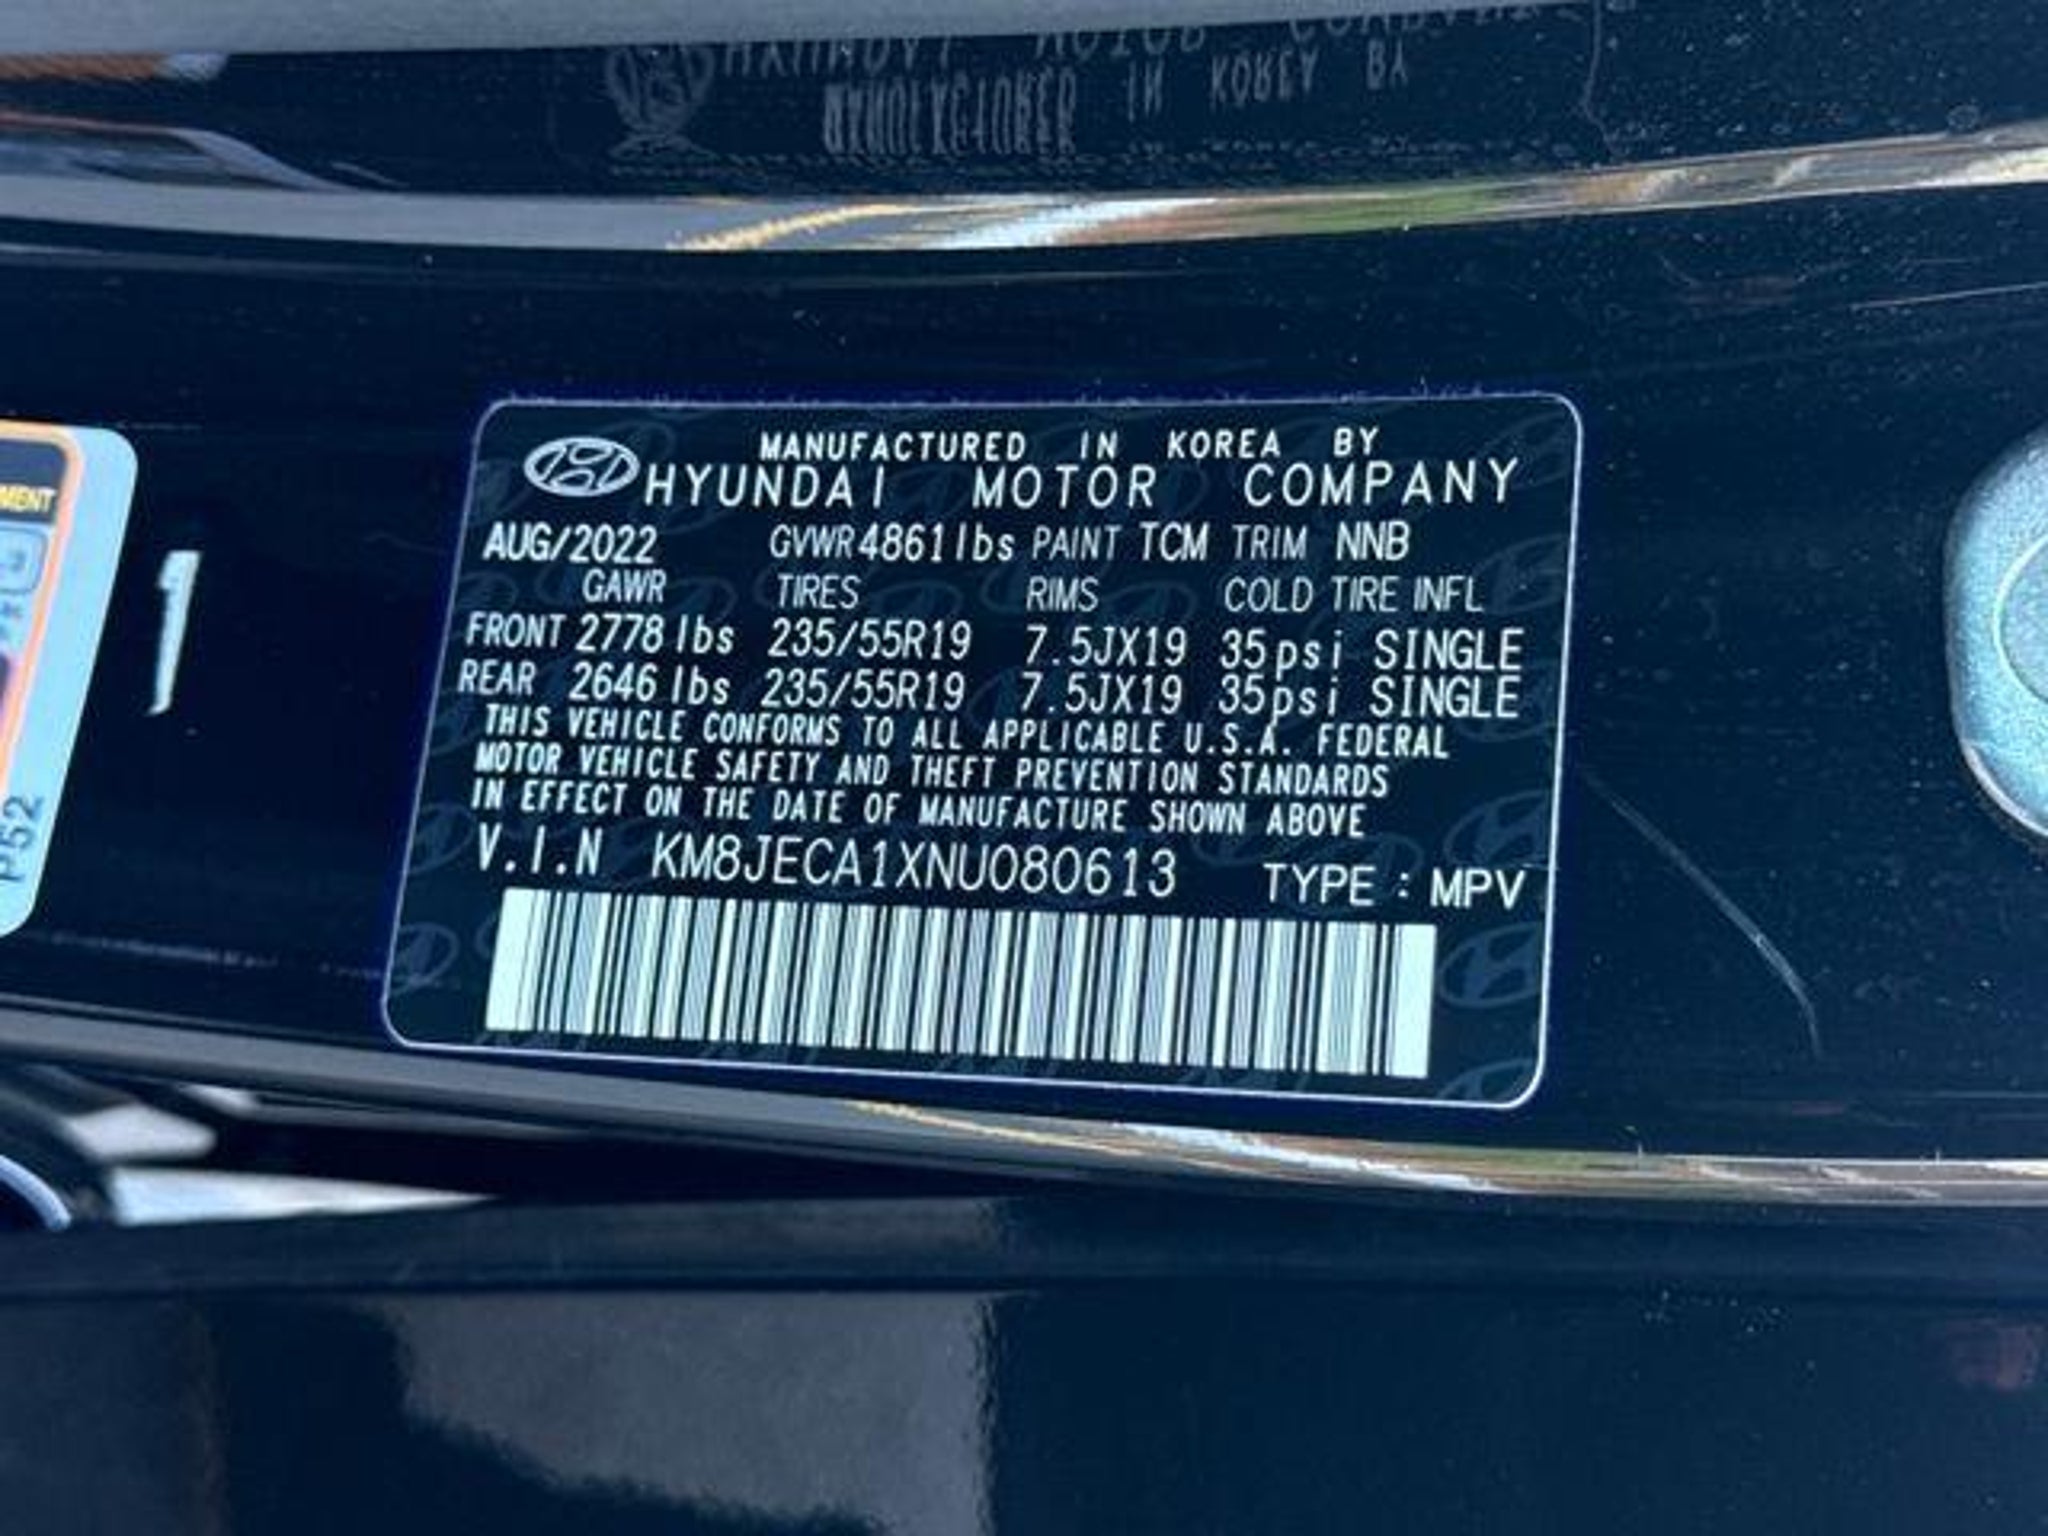 MANUFACTURED IN KOREA BY
HYUNDAI MOTOR COMPANY
AUG/2022 GVWR 4861lbs PAINT TCM TRIM NNB
GAWR TIRES RIMS COLD TIRE INFL
FRONT 2778 lbs 235/55R19 7.5JX19 35psi SINGLE
REAR 2646 lbs 235/55R19 7.5JX19 35psi SINGLE
THIS VEHICLE CONFORMS TO ALL APPLICABLE U.S.A. FEDERAL
MOTOR VEHICLE SAFETY AND THEFT PREVENTION STANDARDS
IN EFFECT ON THE DATE OF MANUFACTURE SHOWN ABOVE
V.I.N KM8JECA1XNU080613 TYPE : MPV
1
P52